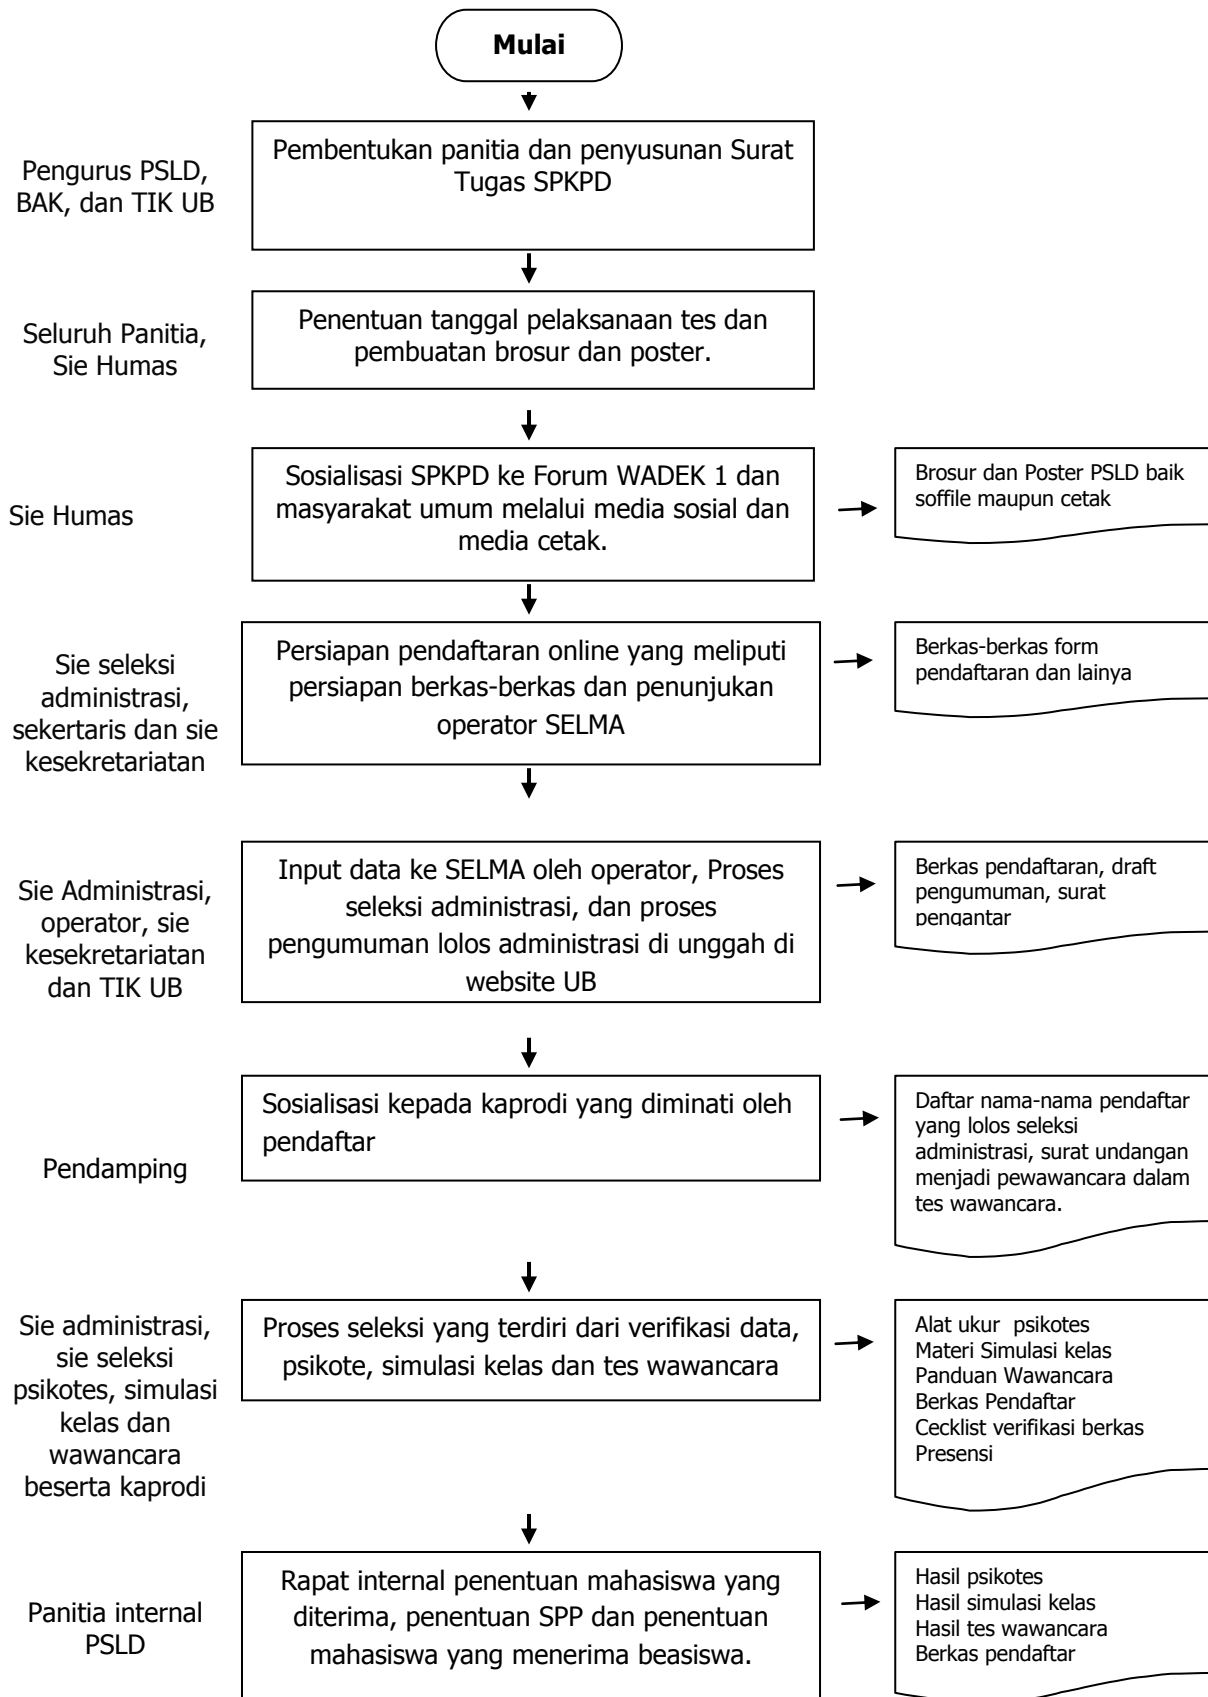 Mulai
Pengurus PSLD,
BAK, dan TIK UB
Pembentukan panitia dan penyusunan Surat
Tugas SPKPD
Seluruh Panitia,
Sie Humas
Penentuan tanggal pelaksanaan tes dan
pembuatan brosur dan poster.
Sie Humas
Sosialisasi SPKPD ke Forum WADEK 1 dan
masyarakat umum melalui media sosial dan
media cetak.
Brosur dan Poster PSLD baik
soffile maupun cetak
Sie seleksi
administrasi,
sekertaris dan sie
kesekretariatan
Persiapan pendaftaran online yang meliputi
persiapan berkas-berkas dan penunjukan
operator SELMA
Berkas-berkas form
pendaftaran dan lainya
Sie Administrasi,
operator, sie
kesekretariatan
dan TIK UB
Input data ke SELMA oleh operator, Proses
seleksi administrasi, dan proses
pengumuman lolos administrasi di unggah di
website UB
Berkas pendaftaran, draft
pengumuman, surat
pengantar
Pendamping
Sosialisasi kepada kaprodi yang diminati oleh
pendaftar
Daftar nama-nama pendaftar
yang lolos seleksi
administrasi, surat undangan
menjadi pewawancara dalam
tes wawancara.
Sie administrasi,
sie seleksi
psikotes, simulasi
kelas dan
wawancara
beserta kaprodi
Proses seleksi yang terdiri dari verifikasi data,
psikote, simulasi kelas dan tes wawancara
Alat ukur psikotes
Materi Simulasi kelas
Panduan Wawancara
Berkas Pendaftar
Cecklist verifikasi berkas
Presensi
Panitia internal
PSLD
Rapat internal penentuan mahasiswa yang
diterima, penentuan SPP dan penentuan
mahasiswa yang menerima beasiswa.
Hasil psikotes
Hasil simulasi kelas
Hasil tes wawancara
Berkas pendaftar